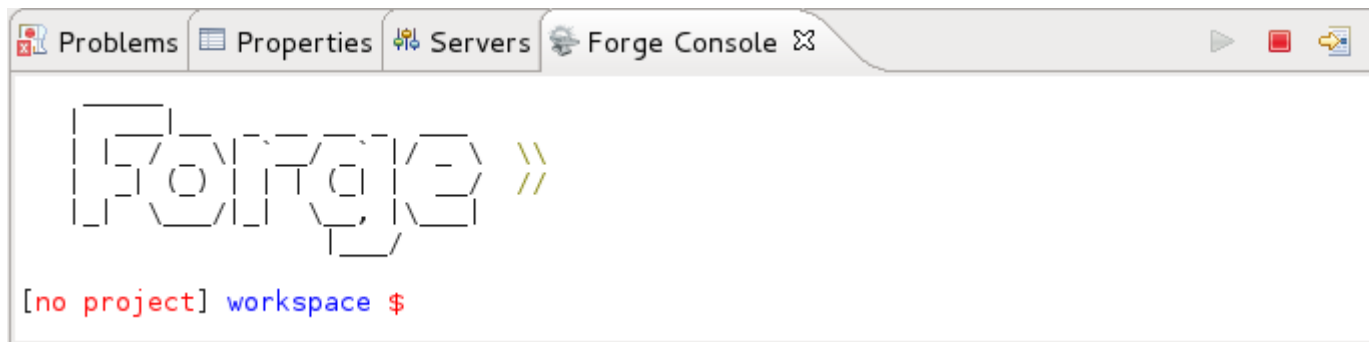 Problems Properties Servers Forge Console
Forge
[no project] workspace $